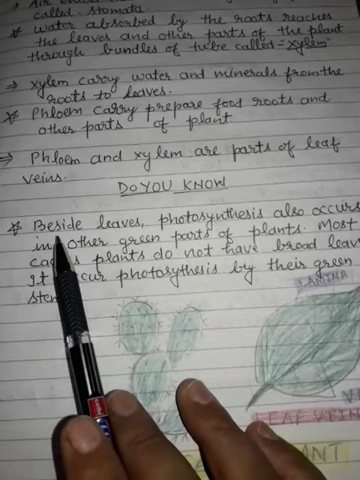 called - stomata
* water absorbed by the roots reaches
the leaves and other parts of the plant
through bundles of tube called = xylem
⇒ xylem carry water and minerals from the
roots to leaves.
* Phloem carry prepare food roots and
other parts of plant
⇒ Phloem and xylem are parts of leaf
veins.
DO YOU KNOW
* Beside leaves, photosynthesis also occurs
in other green parts of plants. Most
plants do not have broad leav
photosythesis by their green
LAMINA
LEAF VEIN